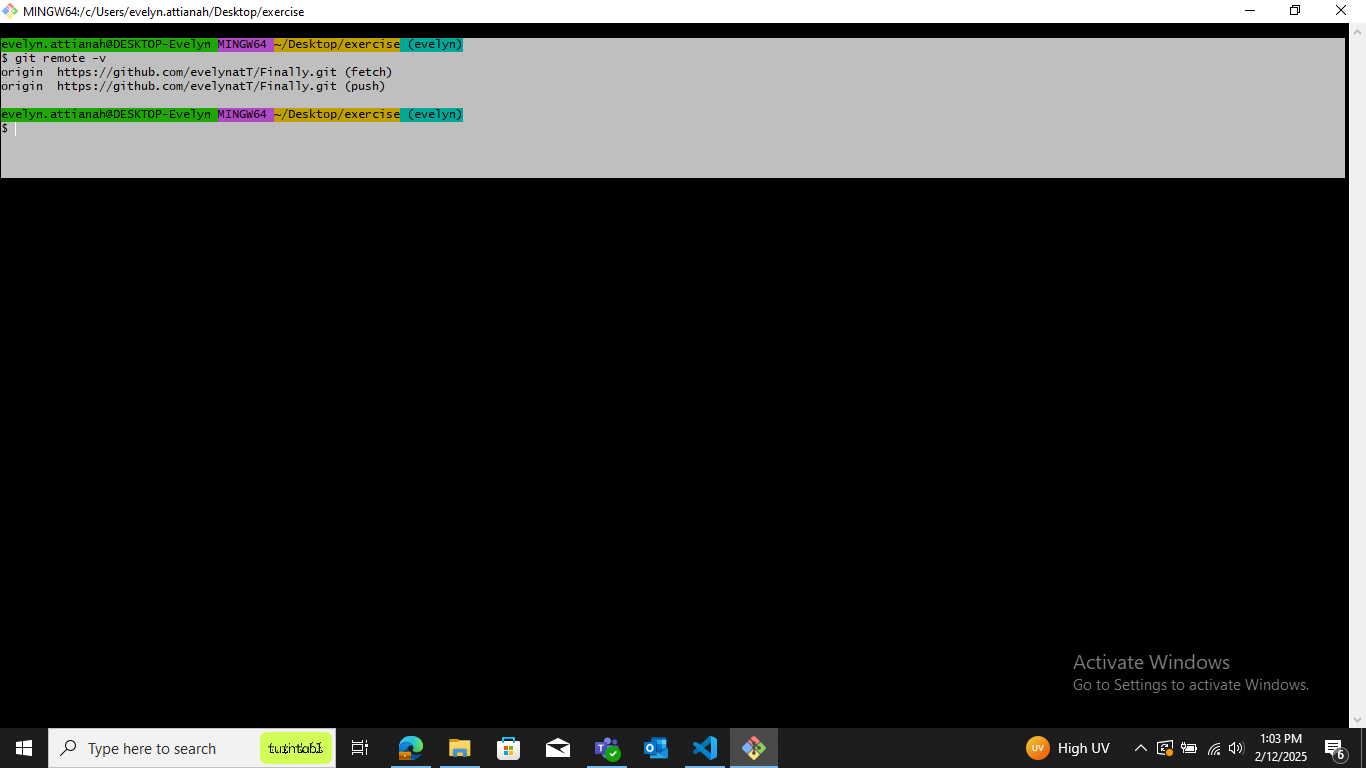 MINGW64:/c/Users/evelyn.attianah/Desktop/exercise
evelyn.attianah@DESKTOP-Evelyn MINGW64 ~/Desktop/exercise (evelyn)
$ git remote -v
origin  https://github.com/evelynatT/Finally.git (fetch)
origin  https://github.com/evelynatT/Finally.git (push)
evelyn.attianah@DESKTOP-Evelyn MINGW64 ~/Desktop/exercise (evelyn)
$
Activate Windows
Go to Settings to activate Windows.
Type here to search
UV High UV
1:03 PM
2/12/2025
6